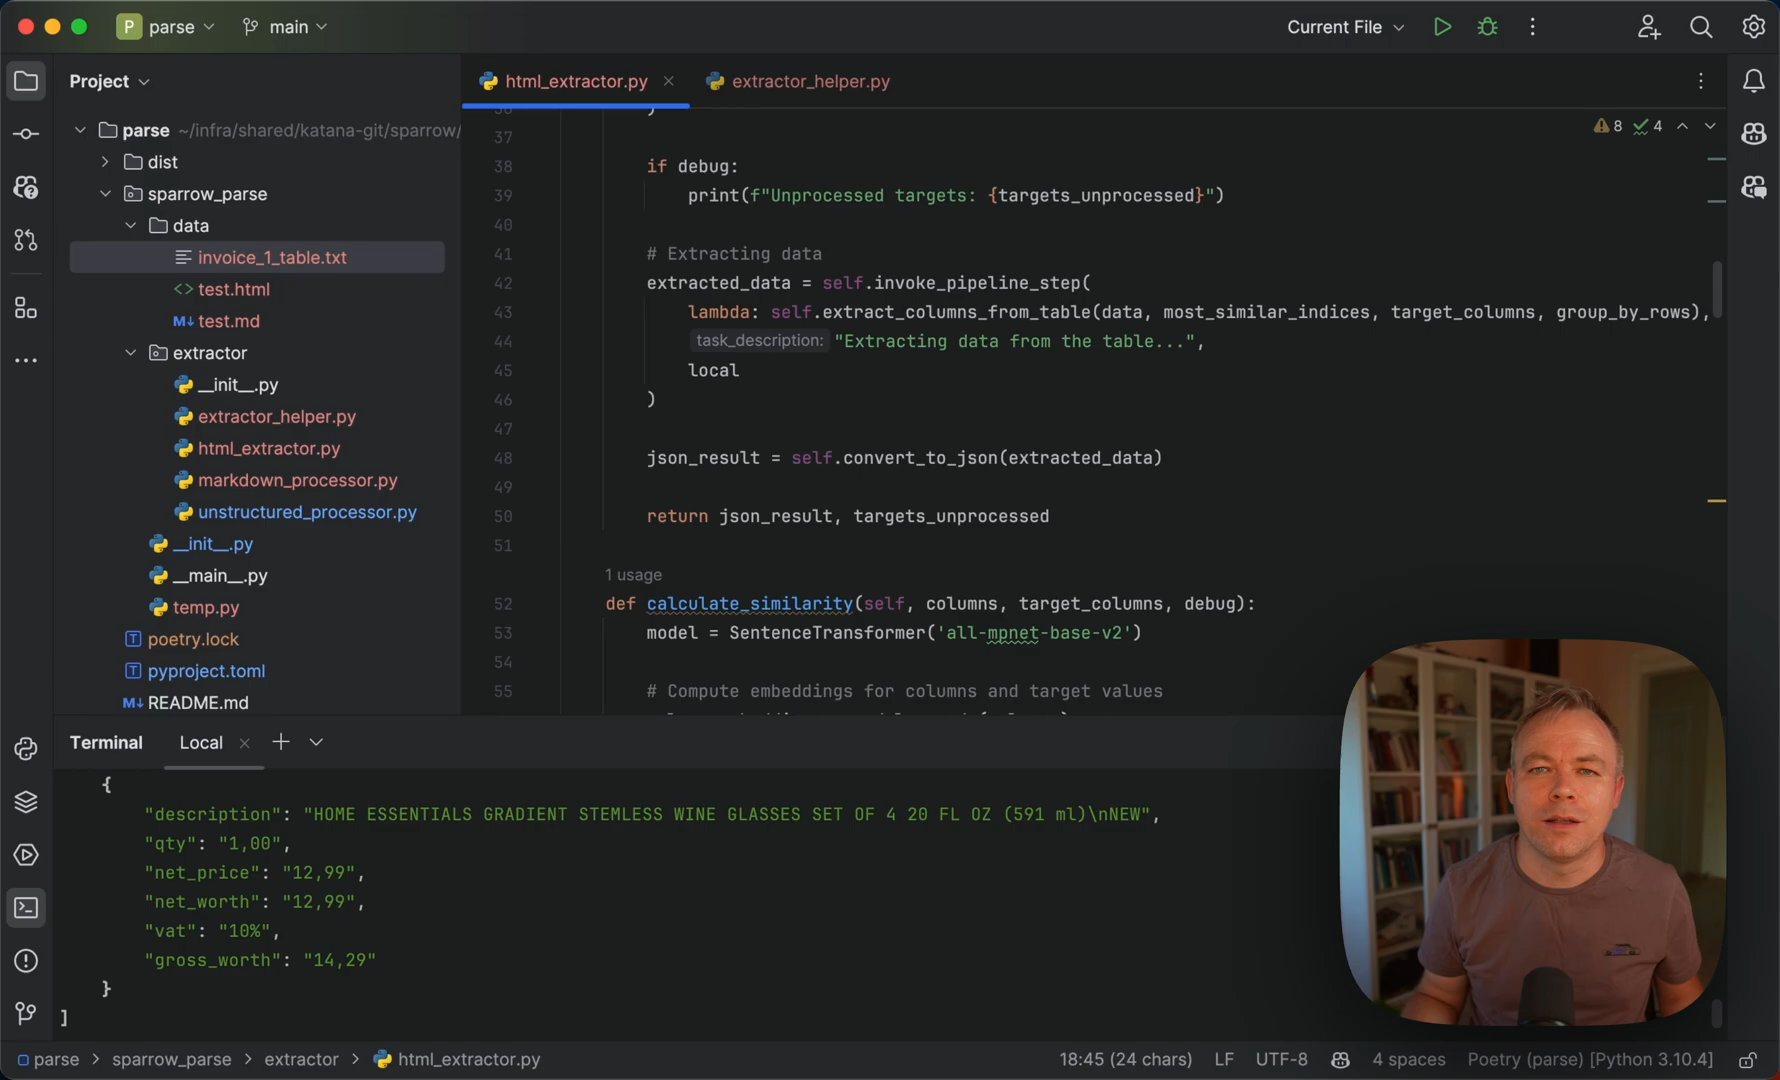 P parse
main
Current File
Project
html_extractor.py
extractor_helper.py
parse ~/infra/shared/katana-git/sparrow/
dist
sparrow_parse
data
invoice_1_table.txt
<> test.html
M↓ test.md
extractor
__init__.py
extractor_helper.py
html_extractor.py
markdown_processor.py
unstructured_processor.py
__init__.py
__main__.py
temp.py
T poetry.lock
T pyproject.toml
M↓ README.md
8 4
36 )
37
38 if debug:
39 print(f"Unprocessed targets: {targets_unprocessed}")
40
41 # Extracting data
42 extracted_data = self.invoke_pipeline_step(
43 lambda: self.extract_columns_from_table(data, most_similar_indices, target_columns, group_by_rows),
44 task_description: "Extracting data from the table...",
45 local
46 )
47
48 json_result = self.convert_to_json(extracted_data)
49
50 return json_result, targets_unprocessed
51
1 usage
52 def calculate_similarity(self, columns, target_columns, debug):
53 model = SentenceTransformer('all-mpnet-base-v2')
54
55 # Compute embeddings for columns and target values
Terminal
Local
{
"description": "HOME ESSENTIALS GRADIENT STEMLESS WINE GLASSES SET OF 4 20 FL OZ (591 ml)\nNEW",
"qty": "1,00",
"net_price": "12,99",
"net_worth": "12,99",
"vat": "10%",
"gross_worth": "14,29"
}
]
parse > sparrow_parse > extractor > html_extractor.py
18:45 (24 chars) LF UTF-8 4 spaces Poetry (parse) [Python 3.10.4]